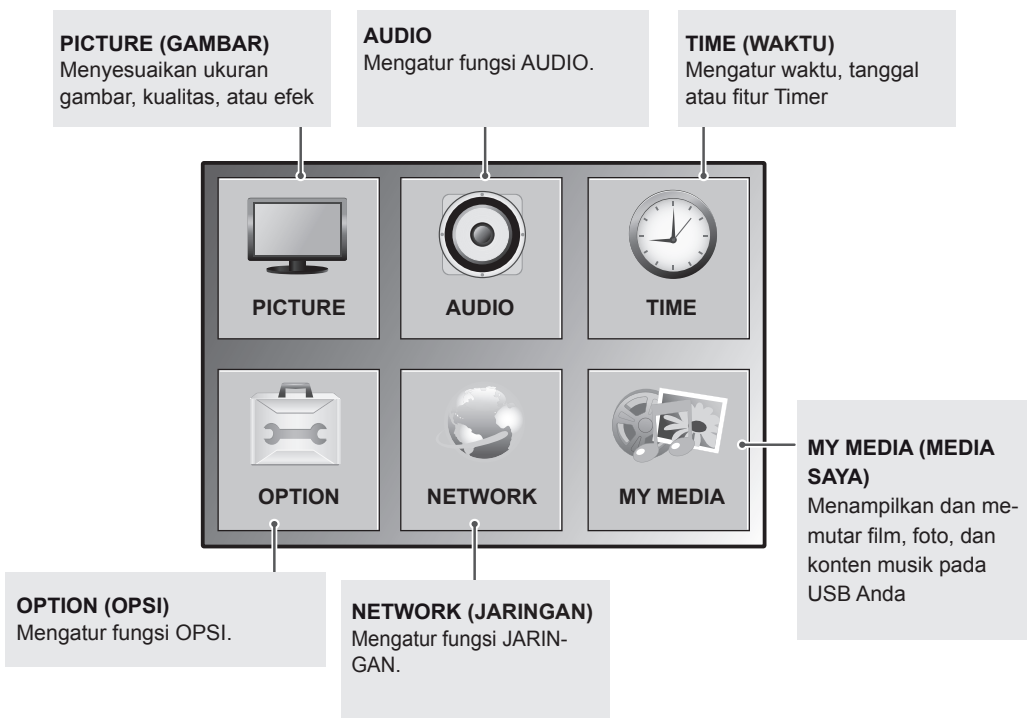 PICTURE (GAMBAR)
Menyesuaikan ukuran
gambar, kualitas, atau efek
AUDIO
Mengatur fungsi AUDIO.
TIME (WAKTU)
Mengatur waktu, tanggal
atau fitur Timer
PICTURE
AUDIO
TIME
OPTION
NETWORK
MY MEDIA
MY MEDIA (MEDIA
SAYA)
Menampilkan dan me-
mutar film, foto, dan
konten musik pada
USB Anda
OPTION (OPSI)
Mengatur fungsi OPSI.
NETWORK (JARINGAN)
Mengatur fungsi JARIN-
GAN.